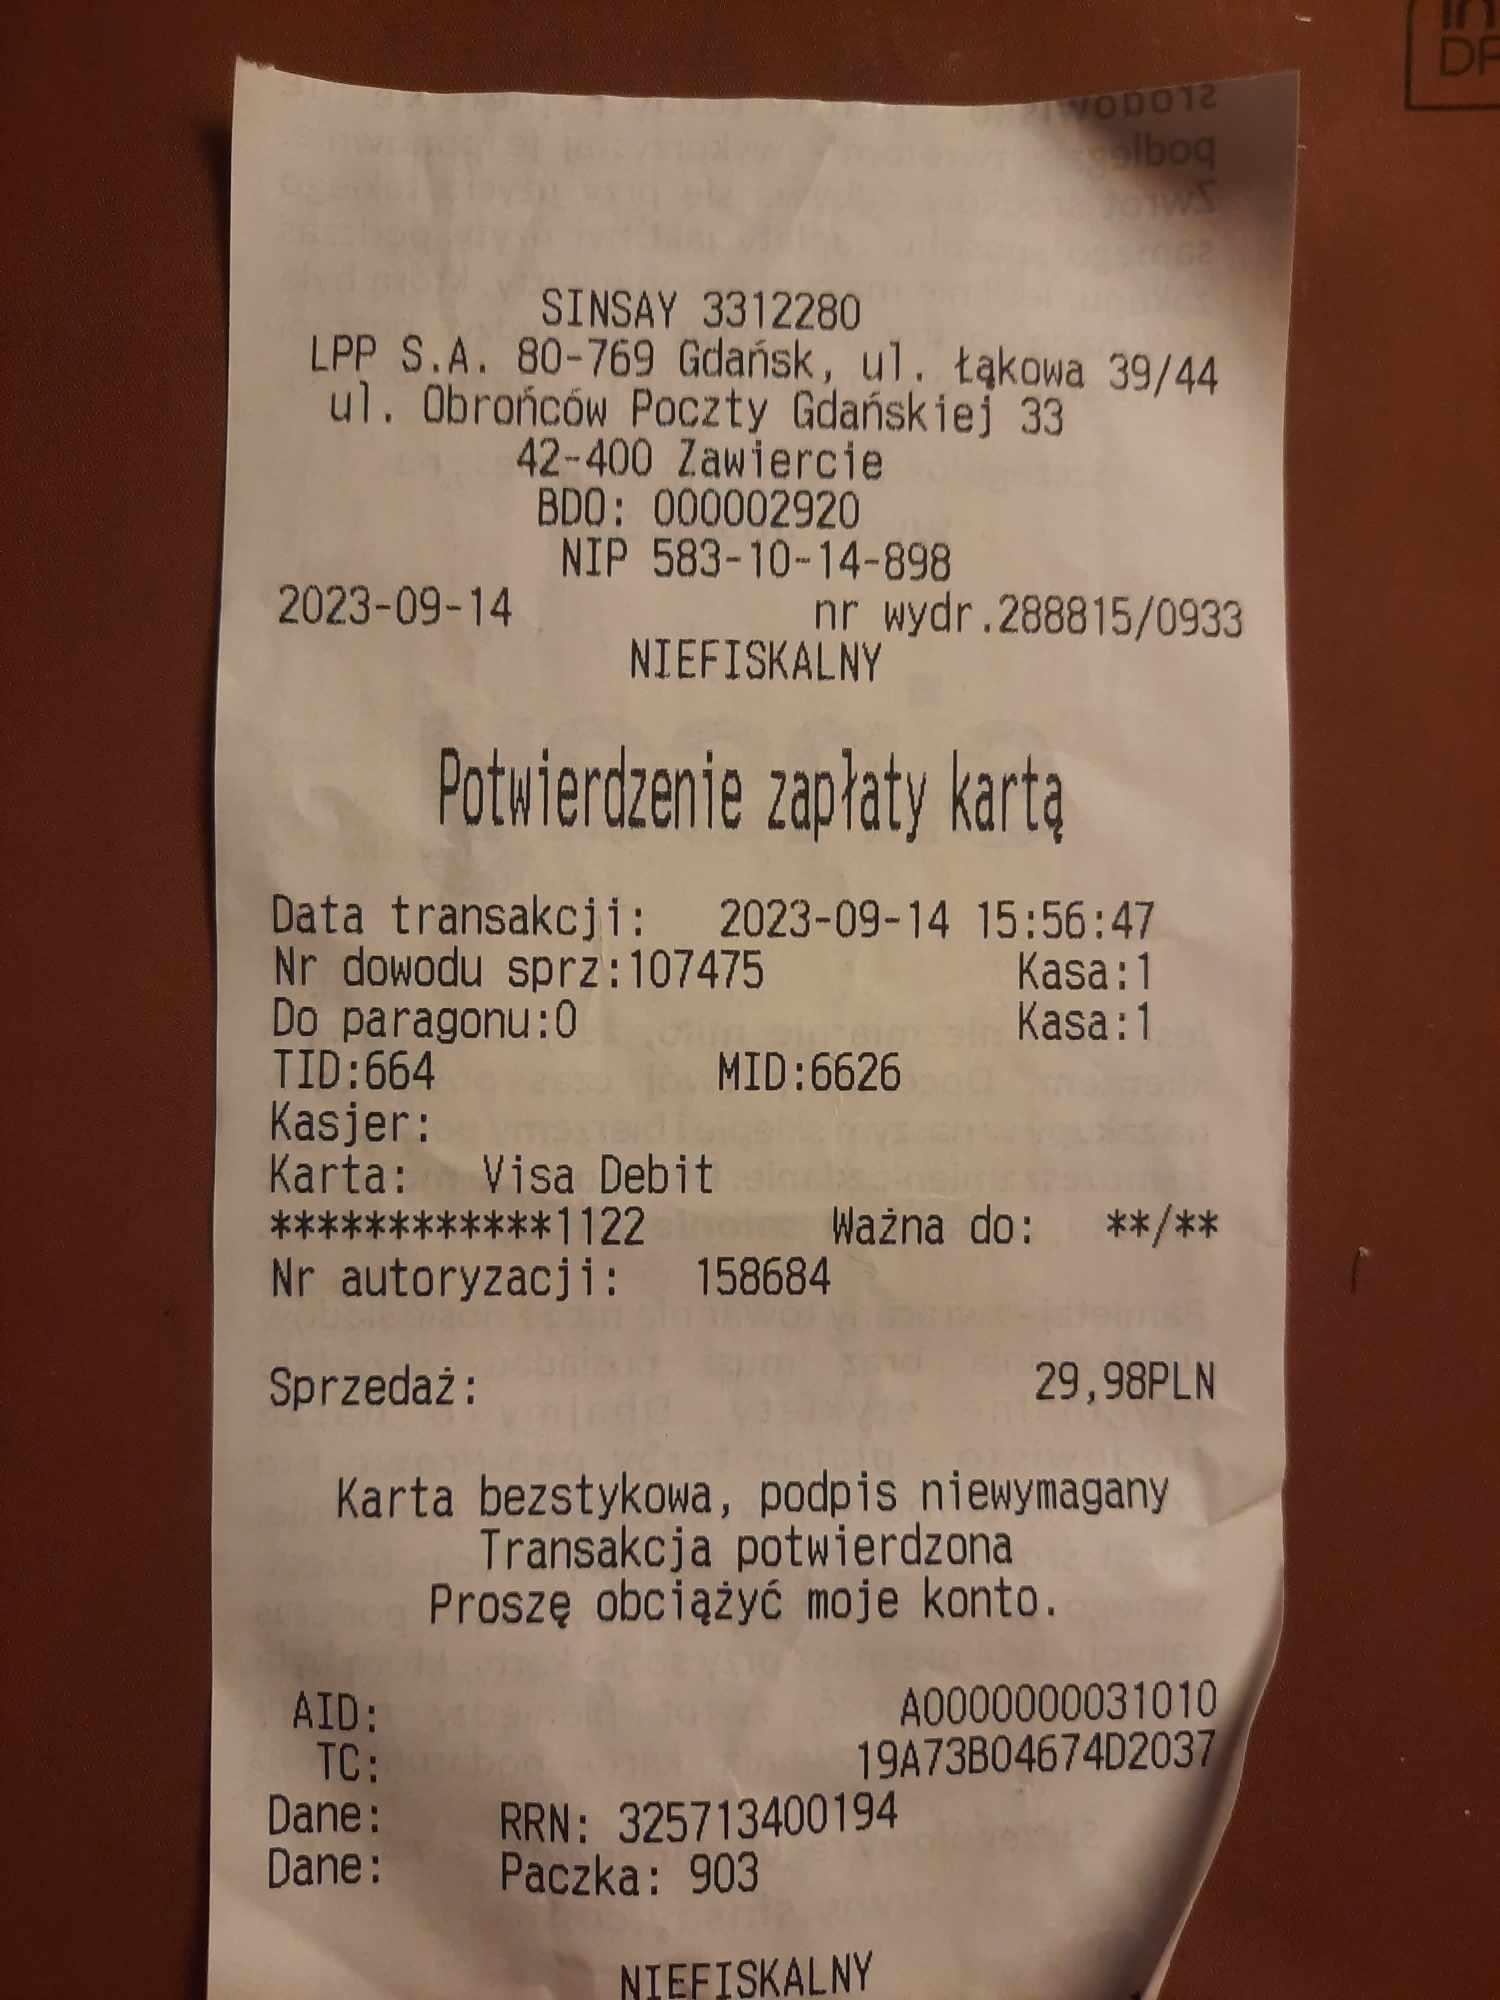 SINSAY 3312280
LPP S.A. 80-769 Gdańsk, ul. Łąkowa 39/44
ul. Obrońców Poczty Gdańskiej 33
42-400 Zawiercie
BDO: 000002920
NIP 583-10-14-898
2023-09-14 nr wydr.288815/0933
NIEFISKALNY
Potwierdzenie zapłaty kartą
Data transakcji: 2023-09-14 15:56:47
Nr dowodu sprz:107475 Kasa:1
Do paragonu:0 Kasa:1
TID:664 MID:6626
Kasjer:
Karta: Visa Debit
************1122 Ważna do: **/**
Nr autoryzacji: 158684
Sprzedaż: 29,98PLN
Karta bezstykowa, podpis niewymagany
Transakcja potwierdzona
Proszę obciążyć moje konto.
AID: A0000000031010
TC: 19A73B04674D2037
Dane: RRN: 325713400194
Dane: Paczka: 903
NIEFISKALNY